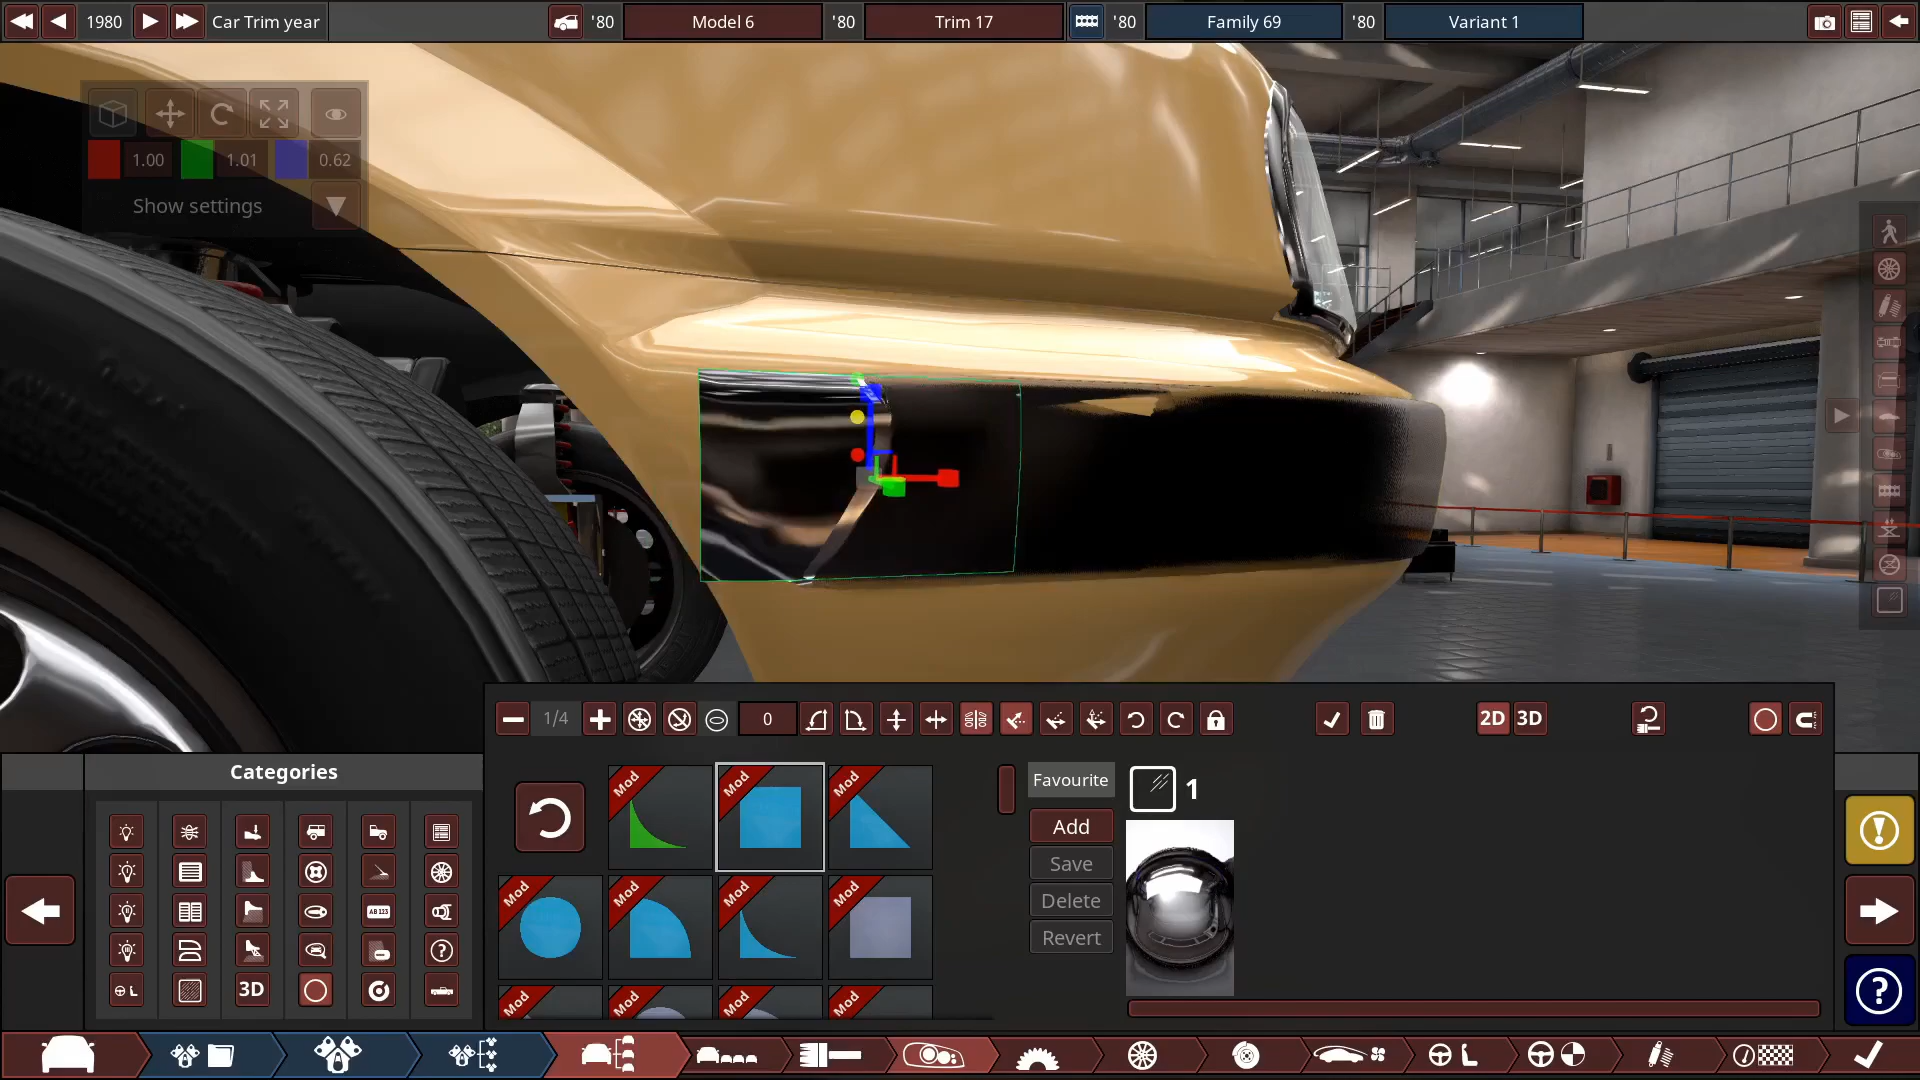 1980 Car Trim year '80 Model 6 '80 Trim 17 '80 Family 69 '80 Variant 1
1.00 1.01 0.62
Show settings
1/4 0 2D 3D
Categories
Mod Mod Mod
Favourite 1
Add
Save
Mod Mod Mod Mod
Delete
AB 123
Revert
L 3D
Mod Mod Mod Mod